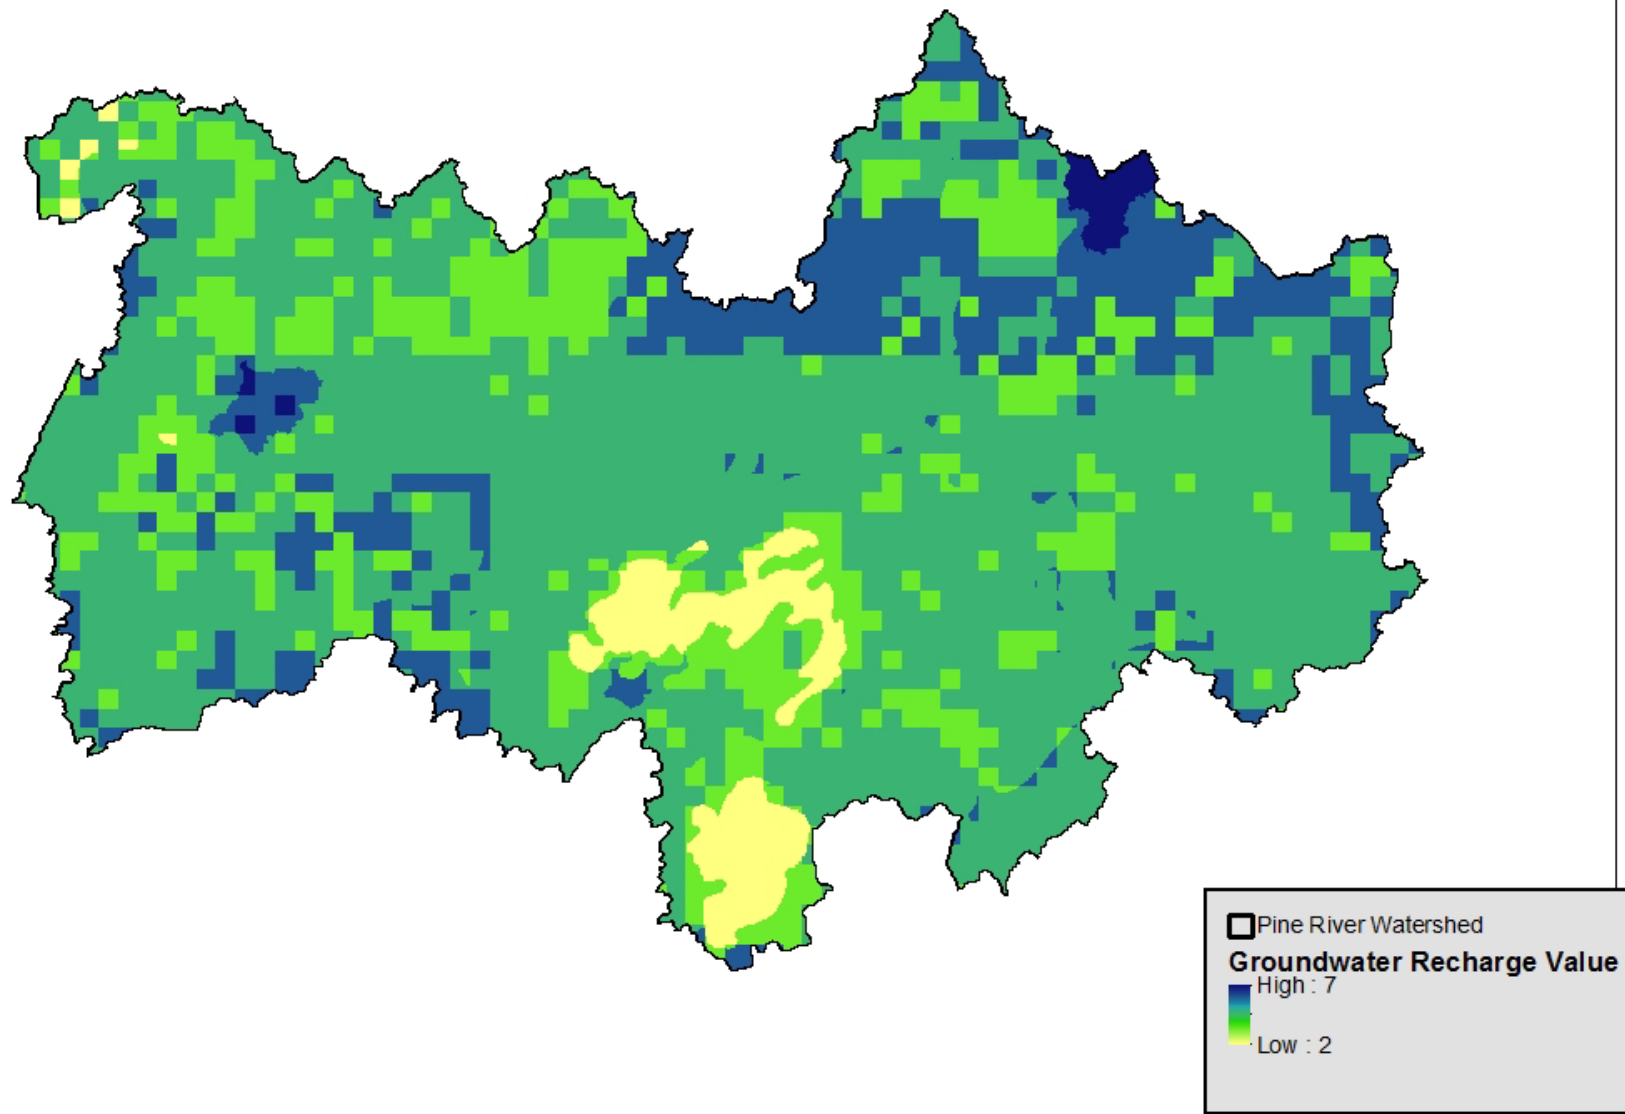 Pine River Watershed
Groundwater Recharge Value
High : 7
Low : 2